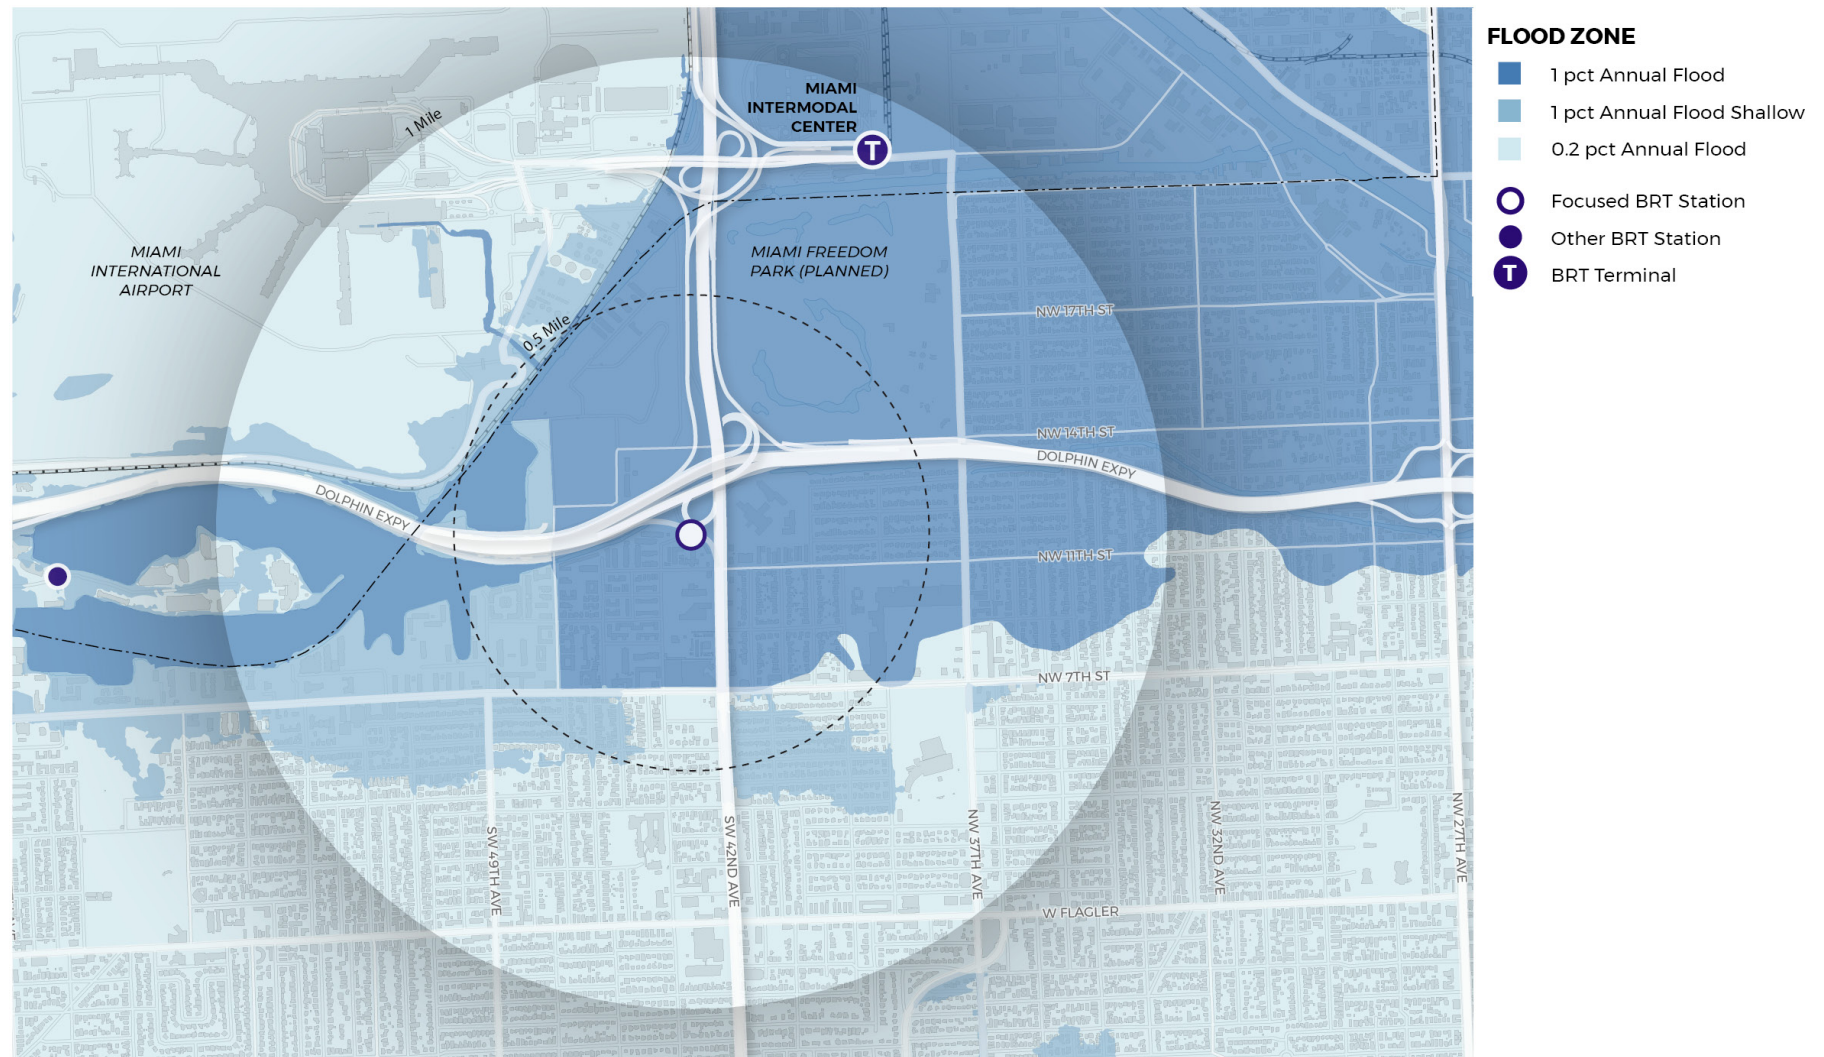 FLOOD ZONE
1 pct Annual Flood
1 pct Annual Flood Shallow
0.2 pct Annual Flood
Focused BRT Station
Other BRT Station
T
BRT Terminal
MIAMI
INTERMODAL
CENTER
T
1 Mile
MIAMI
INTERNATIONAL
AIRPORT
MIAMI FREEDOM
PARK (PLANNED)
0.5 Mile
NW 17TH ST
NW 14TH ST
DOLPHIN EXPY
DOLPHIN EXPY
NW 11TH ST
NW 7TH ST
SW 49TH AVE
SW 42ND AVE
NW 37TH AVE
NW 32ND AVE
NW 27TH AVE
W FLAGLER